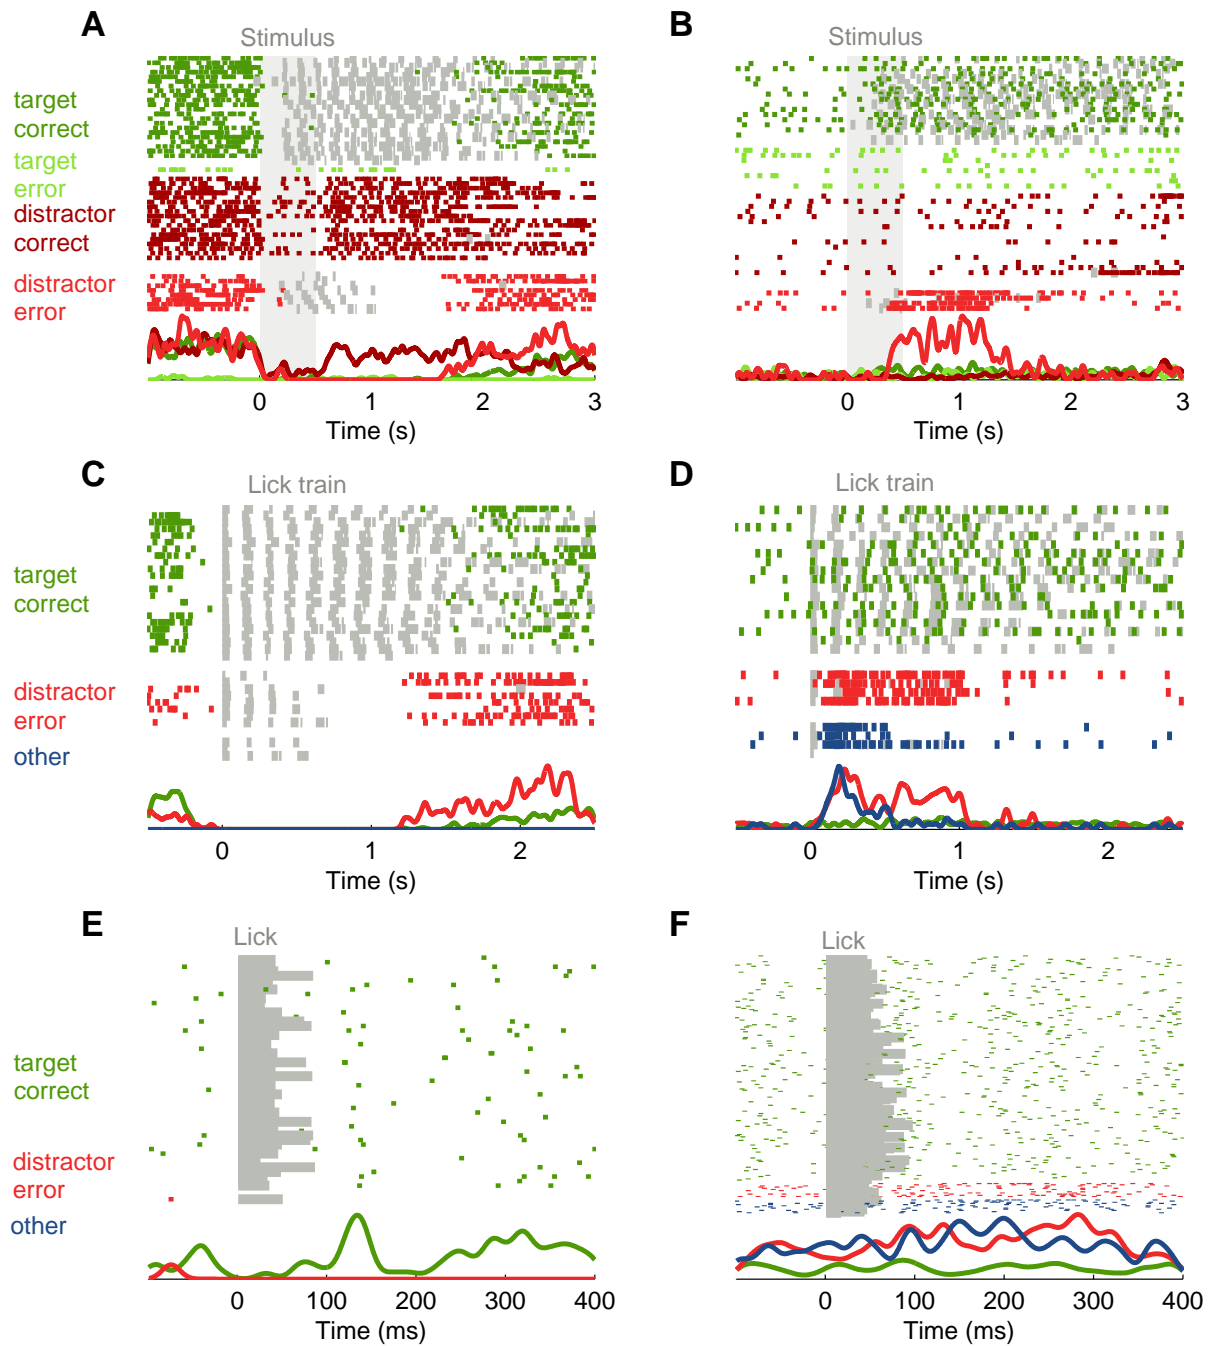 A
Stimulus
target
correct
target
error
distractor
correct
distractor
error
0 1 2 3
Time (s)
B
Stimulus
0 1 2 3
Time (s)
C
Lick train
target
correct
distractor
error
other
0 1 2
Time (s)
D
Lick train
0 1 2
Time (s)
E
Lick
target
correct
distractor
error
other
0 100 200 300 400
Time (ms)
F
Lick
0 100 200 300 400
Time (ms)